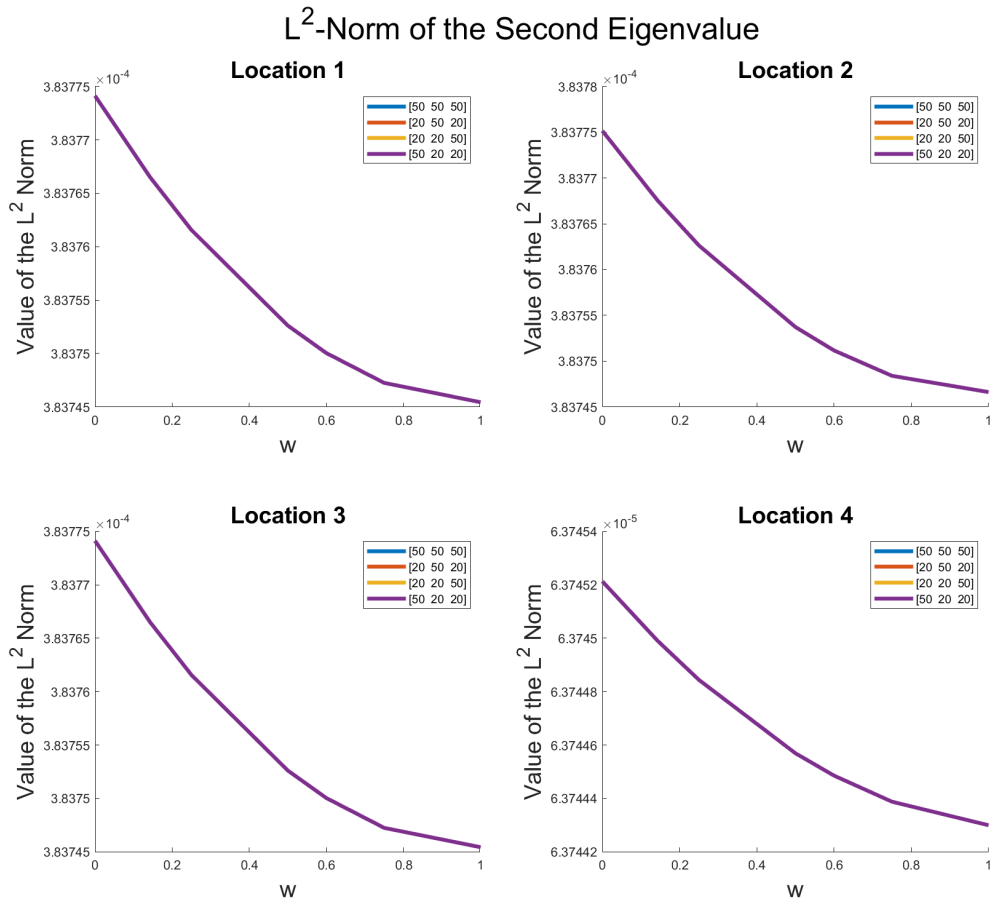 L²-Norm of the Second Eigenvalue
Location 1
×10⁻⁴
3.83775
3.8377
3.83765
3.8376
3.83755
3.8375
3.83745
Value of the L² Norm
0 0.2 0.4 0.6 0.8 1
w
[50 50 50]
[20 50 20]
[20 20 50]
[50 20 20]
Location 2
×10⁻⁴
3.8378
3.83775
3.8377
3.83765
3.8376
3.83755
3.8375
3.83745
Value of the L² Norm
0 0.2 0.4 0.6 0.8 1
w
[50 50 50]
[20 50 20]
[20 20 50]
[50 20 20]
Location 3
×10⁻⁴
3.83775
3.8377
3.83765
3.8376
3.83755
3.8375
3.83745
Value of the L² Norm
0 0.2 0.4 0.6 0.8 1
w
[50 50 50]
[20 50 20]
[20 20 50]
[50 20 20]
Location 4
×10⁻⁵
6.37454
6.37452
6.3745
6.37448
6.37446
6.37444
6.37442
Value of the L² Norm
0 0.2 0.4 0.6 0.8 1
w
[50 50 50]
[20 50 20]
[20 20 50]
[50 20 20]